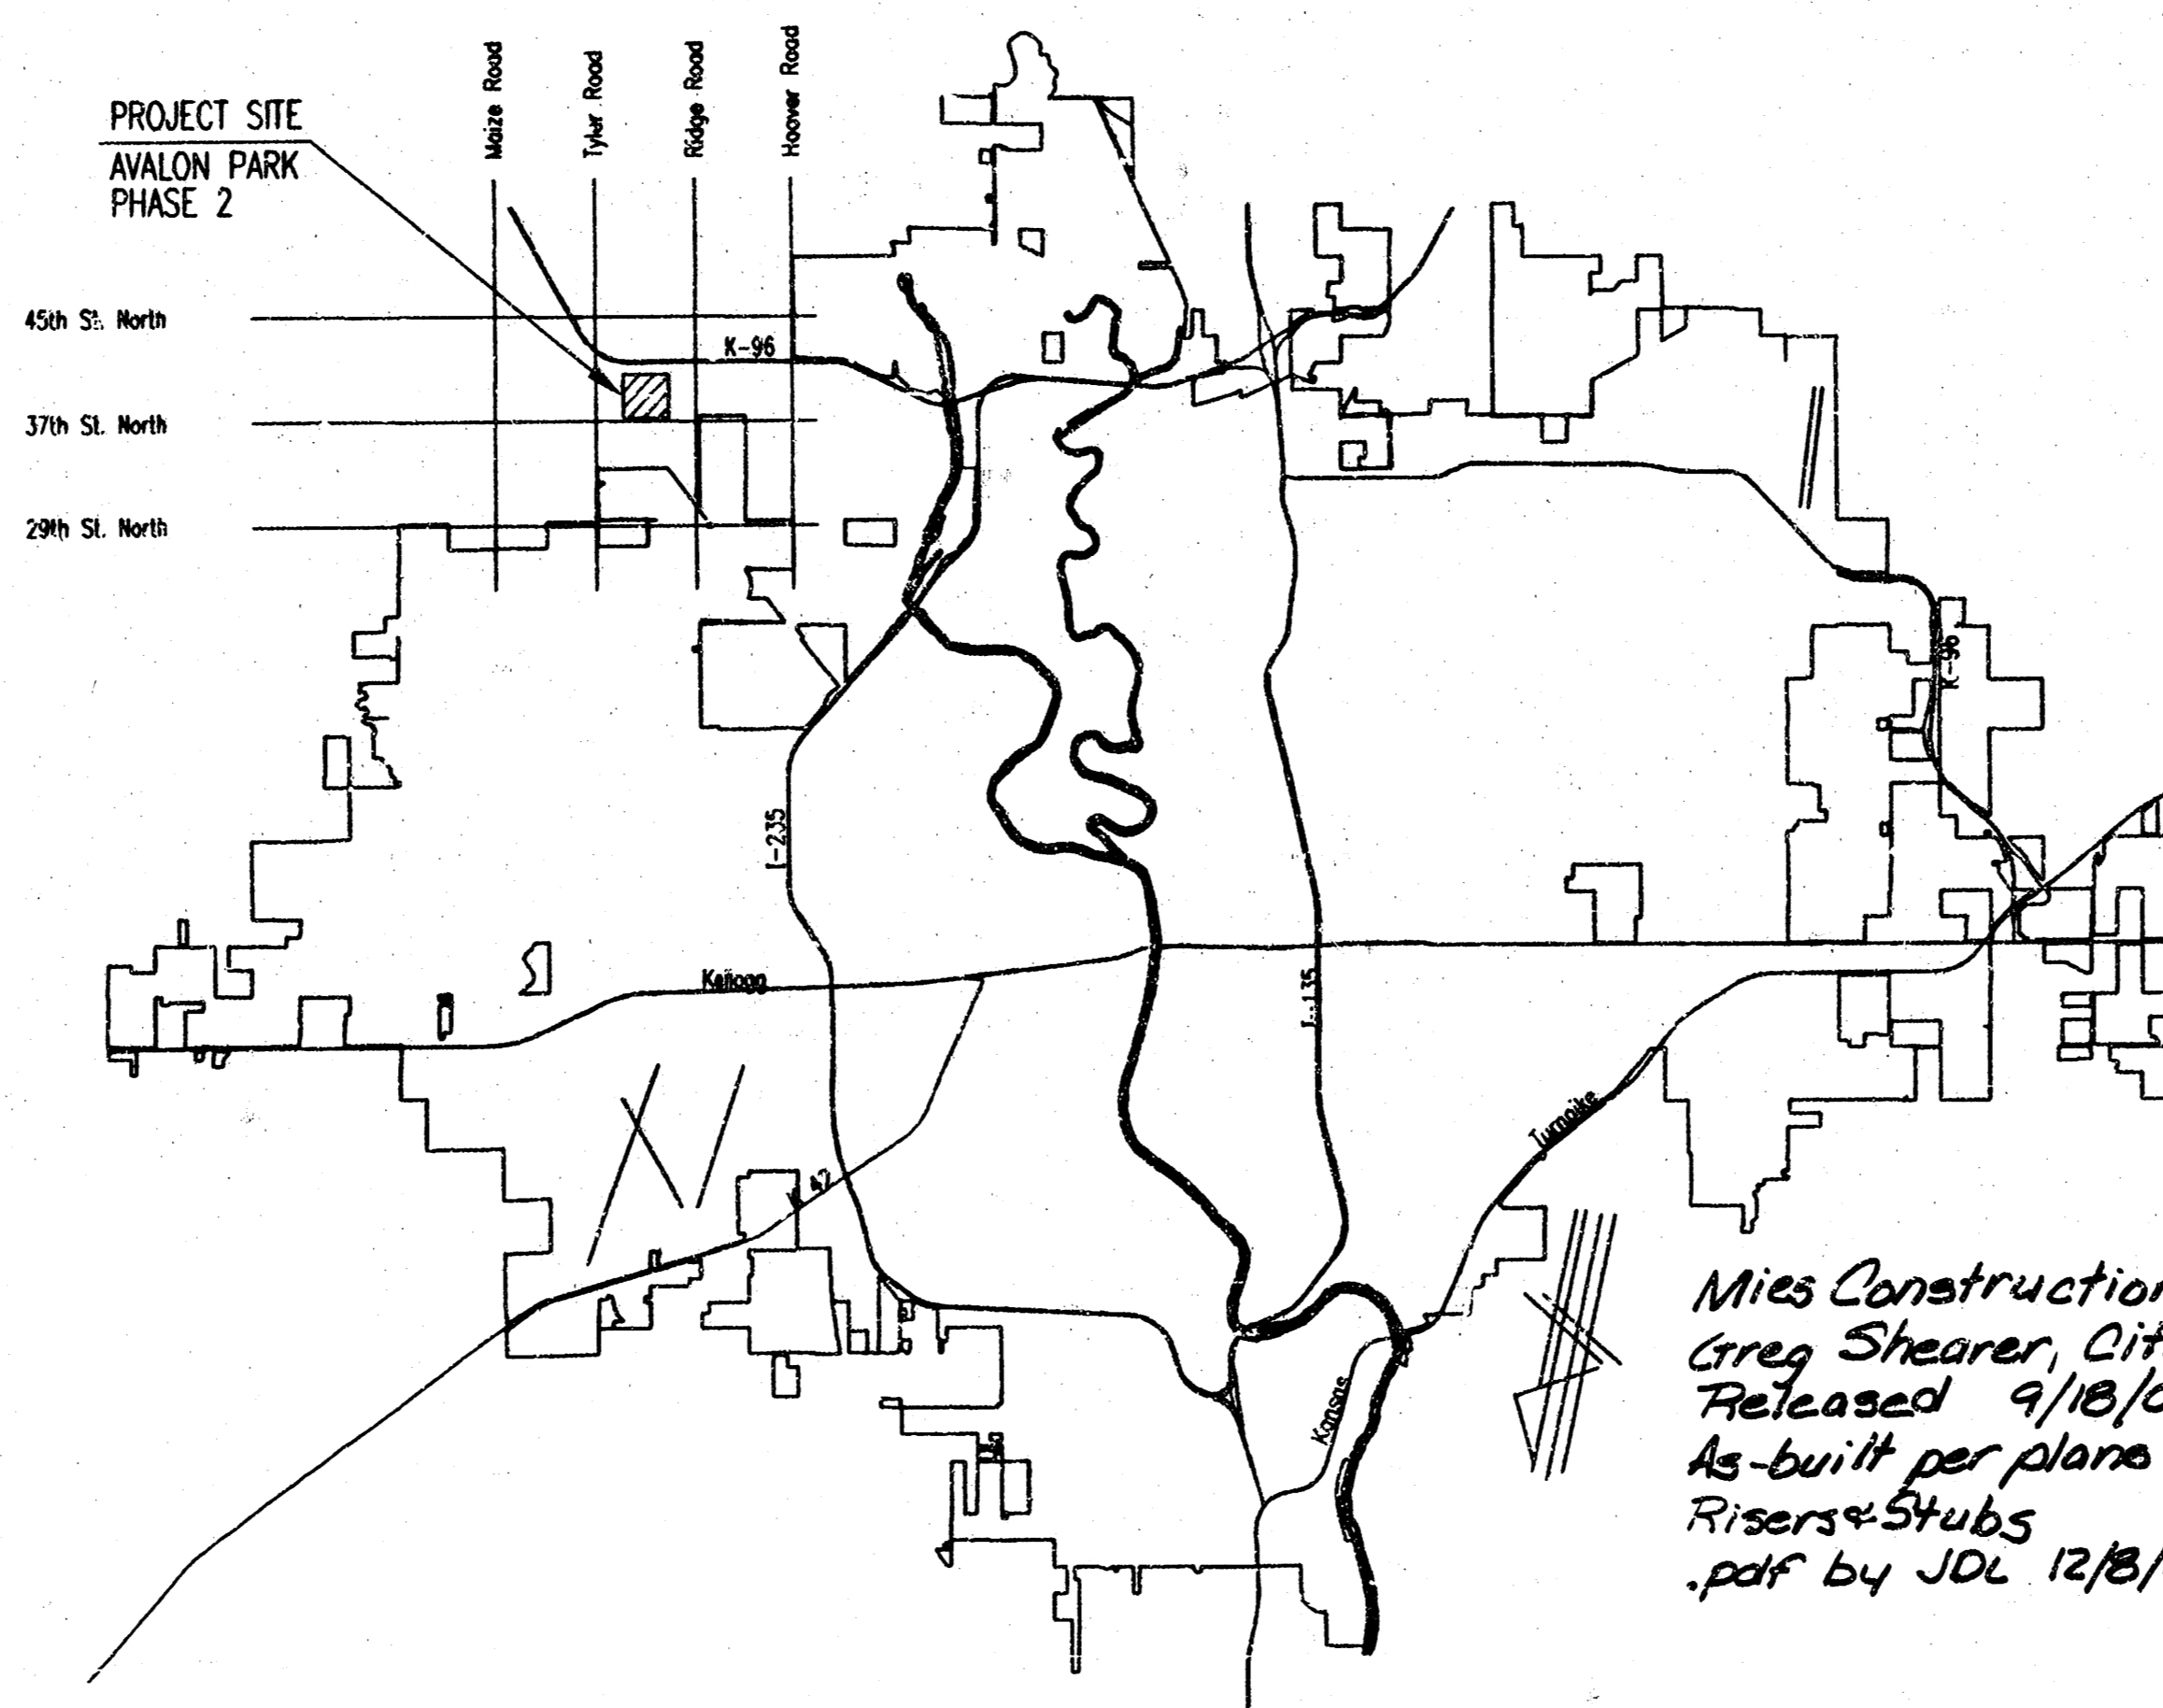 PROJECT SITE
AVALON PARK
PHASE 2
Maize Road
Tyler Road
Ridge Road
Hoover Road
45th St. North
37th St. North
29th St. North
K-96
K-96
I-235
Kellogg
I-135
42
Turnpike
Kansas
Mies Construction
Greg Shearer, Cit
Released 9/18/0
As-built per plans
Risers & Stubs
.pdf by JDL 12/8/